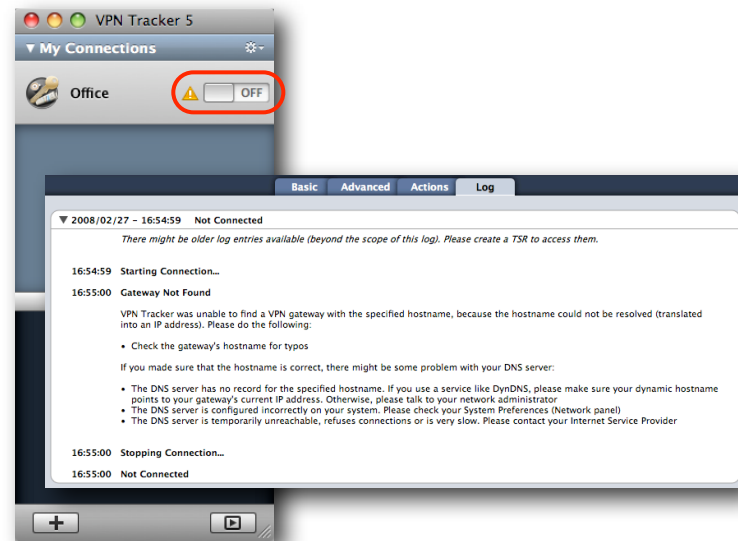 VPN Tracker 5
My Connections
Office
OFF
Basic Advanced Actions Log
2008/02/27 - 16:54:59 Not Connected
There might be older log entries available (beyond the scope of this log). Please create a TSR to access them.
16:54:59 Starting Connection...
16:55:00 Gateway Not Found
VPN Tracker was unable to find a VPN gateway with the specified hostname, because the hostname could not be resolved (translated
into an IP address). Please do the following:
• Check the gateway's hostname for typos
If you made sure that the hostname is correct, there might be some problem with your DNS server:
• The DNS server has no record for the specified hostname. If you use a service like DynDNS, please make sure your dynamic hostname
points to your gateway's current IP address. Otherwise, please talk to your network administrator
• The DNS server is configured incorrectly on your system. Please check your System Preferences (Network panel)
• The DNS server is temporarily unreachable, refuses connections or is very slow. Please contact your Internet Service Provider
16:55:00 Stopping Connection...
16:55:00 Not Connected